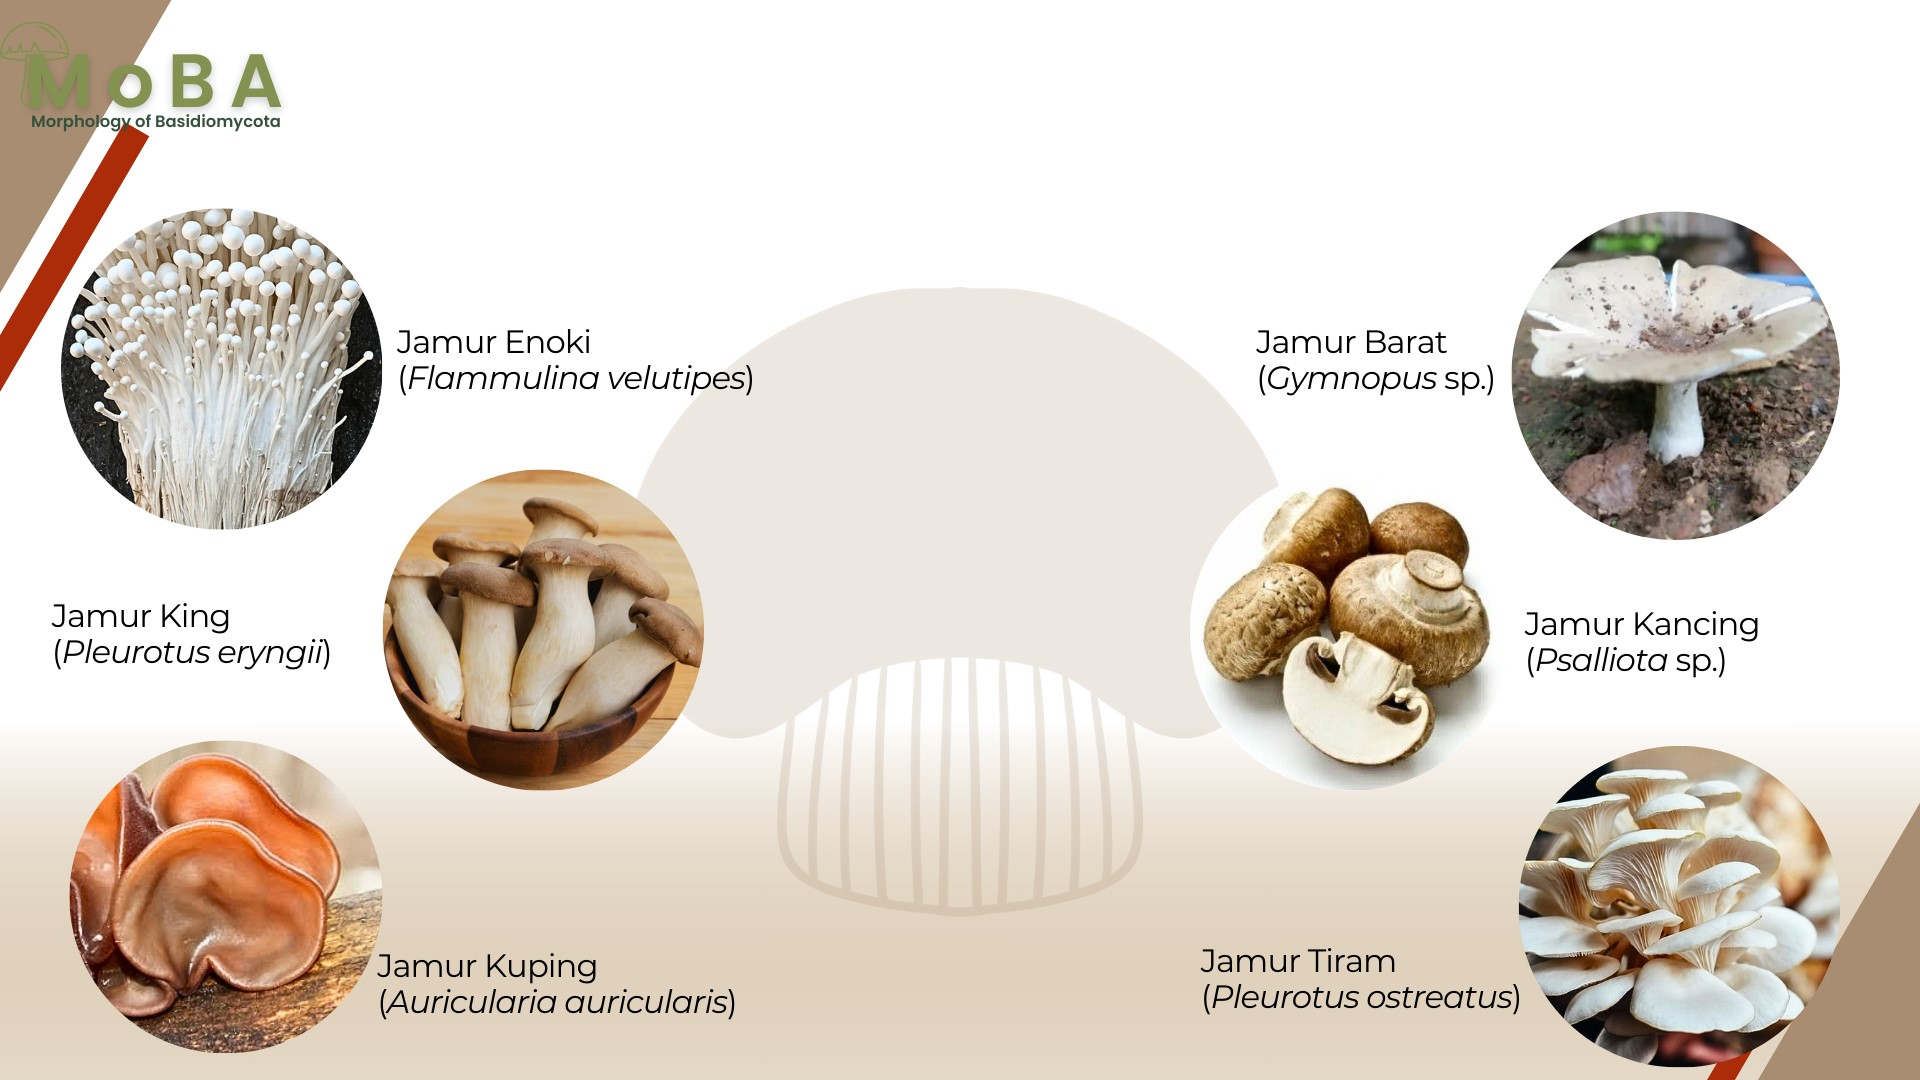 MoBA
Morphology of Basidiomycota
Jamur Enoki
(Flammulina velutipes)
Jamur Barat
(Gymnopus sp.)
Jamur King
(Pleurotus eryngii)
Jamur Kancing
(Psalliota sp.)
Jamur Kuping
(Auricularia auricularis)
Jamur Tiram
(Pleurotus ostreatus)